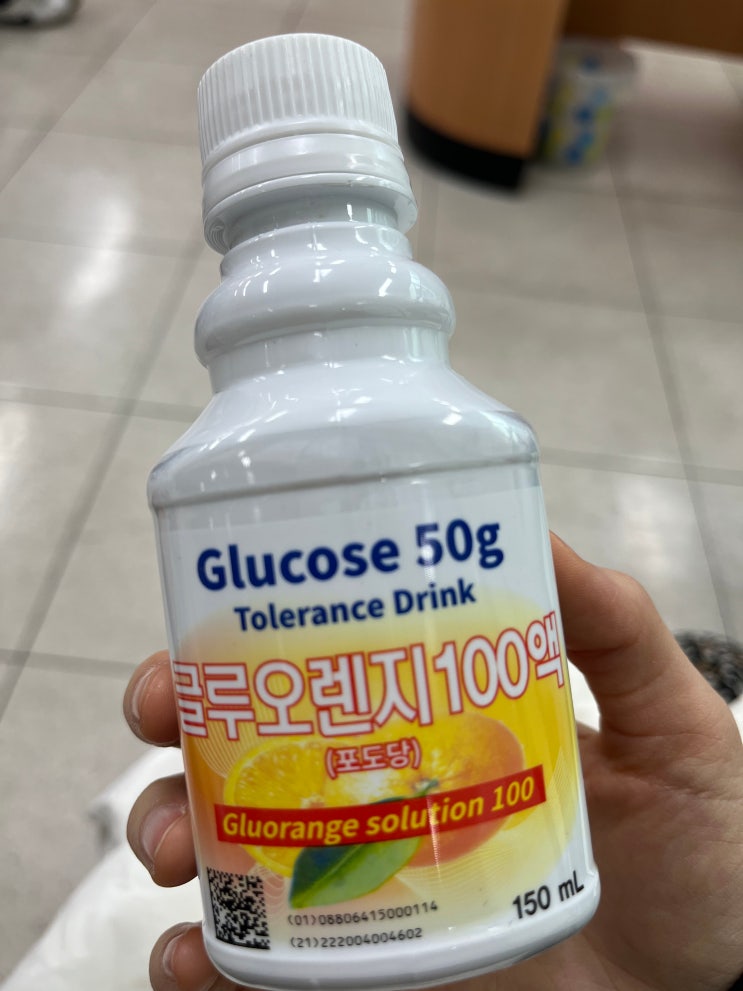 Glucose 50g
Tolerance Drink
글루오렌지100액
(포도당)
Gluorange solution 100
(01)08806415000114
(21)222004004602
150 mL